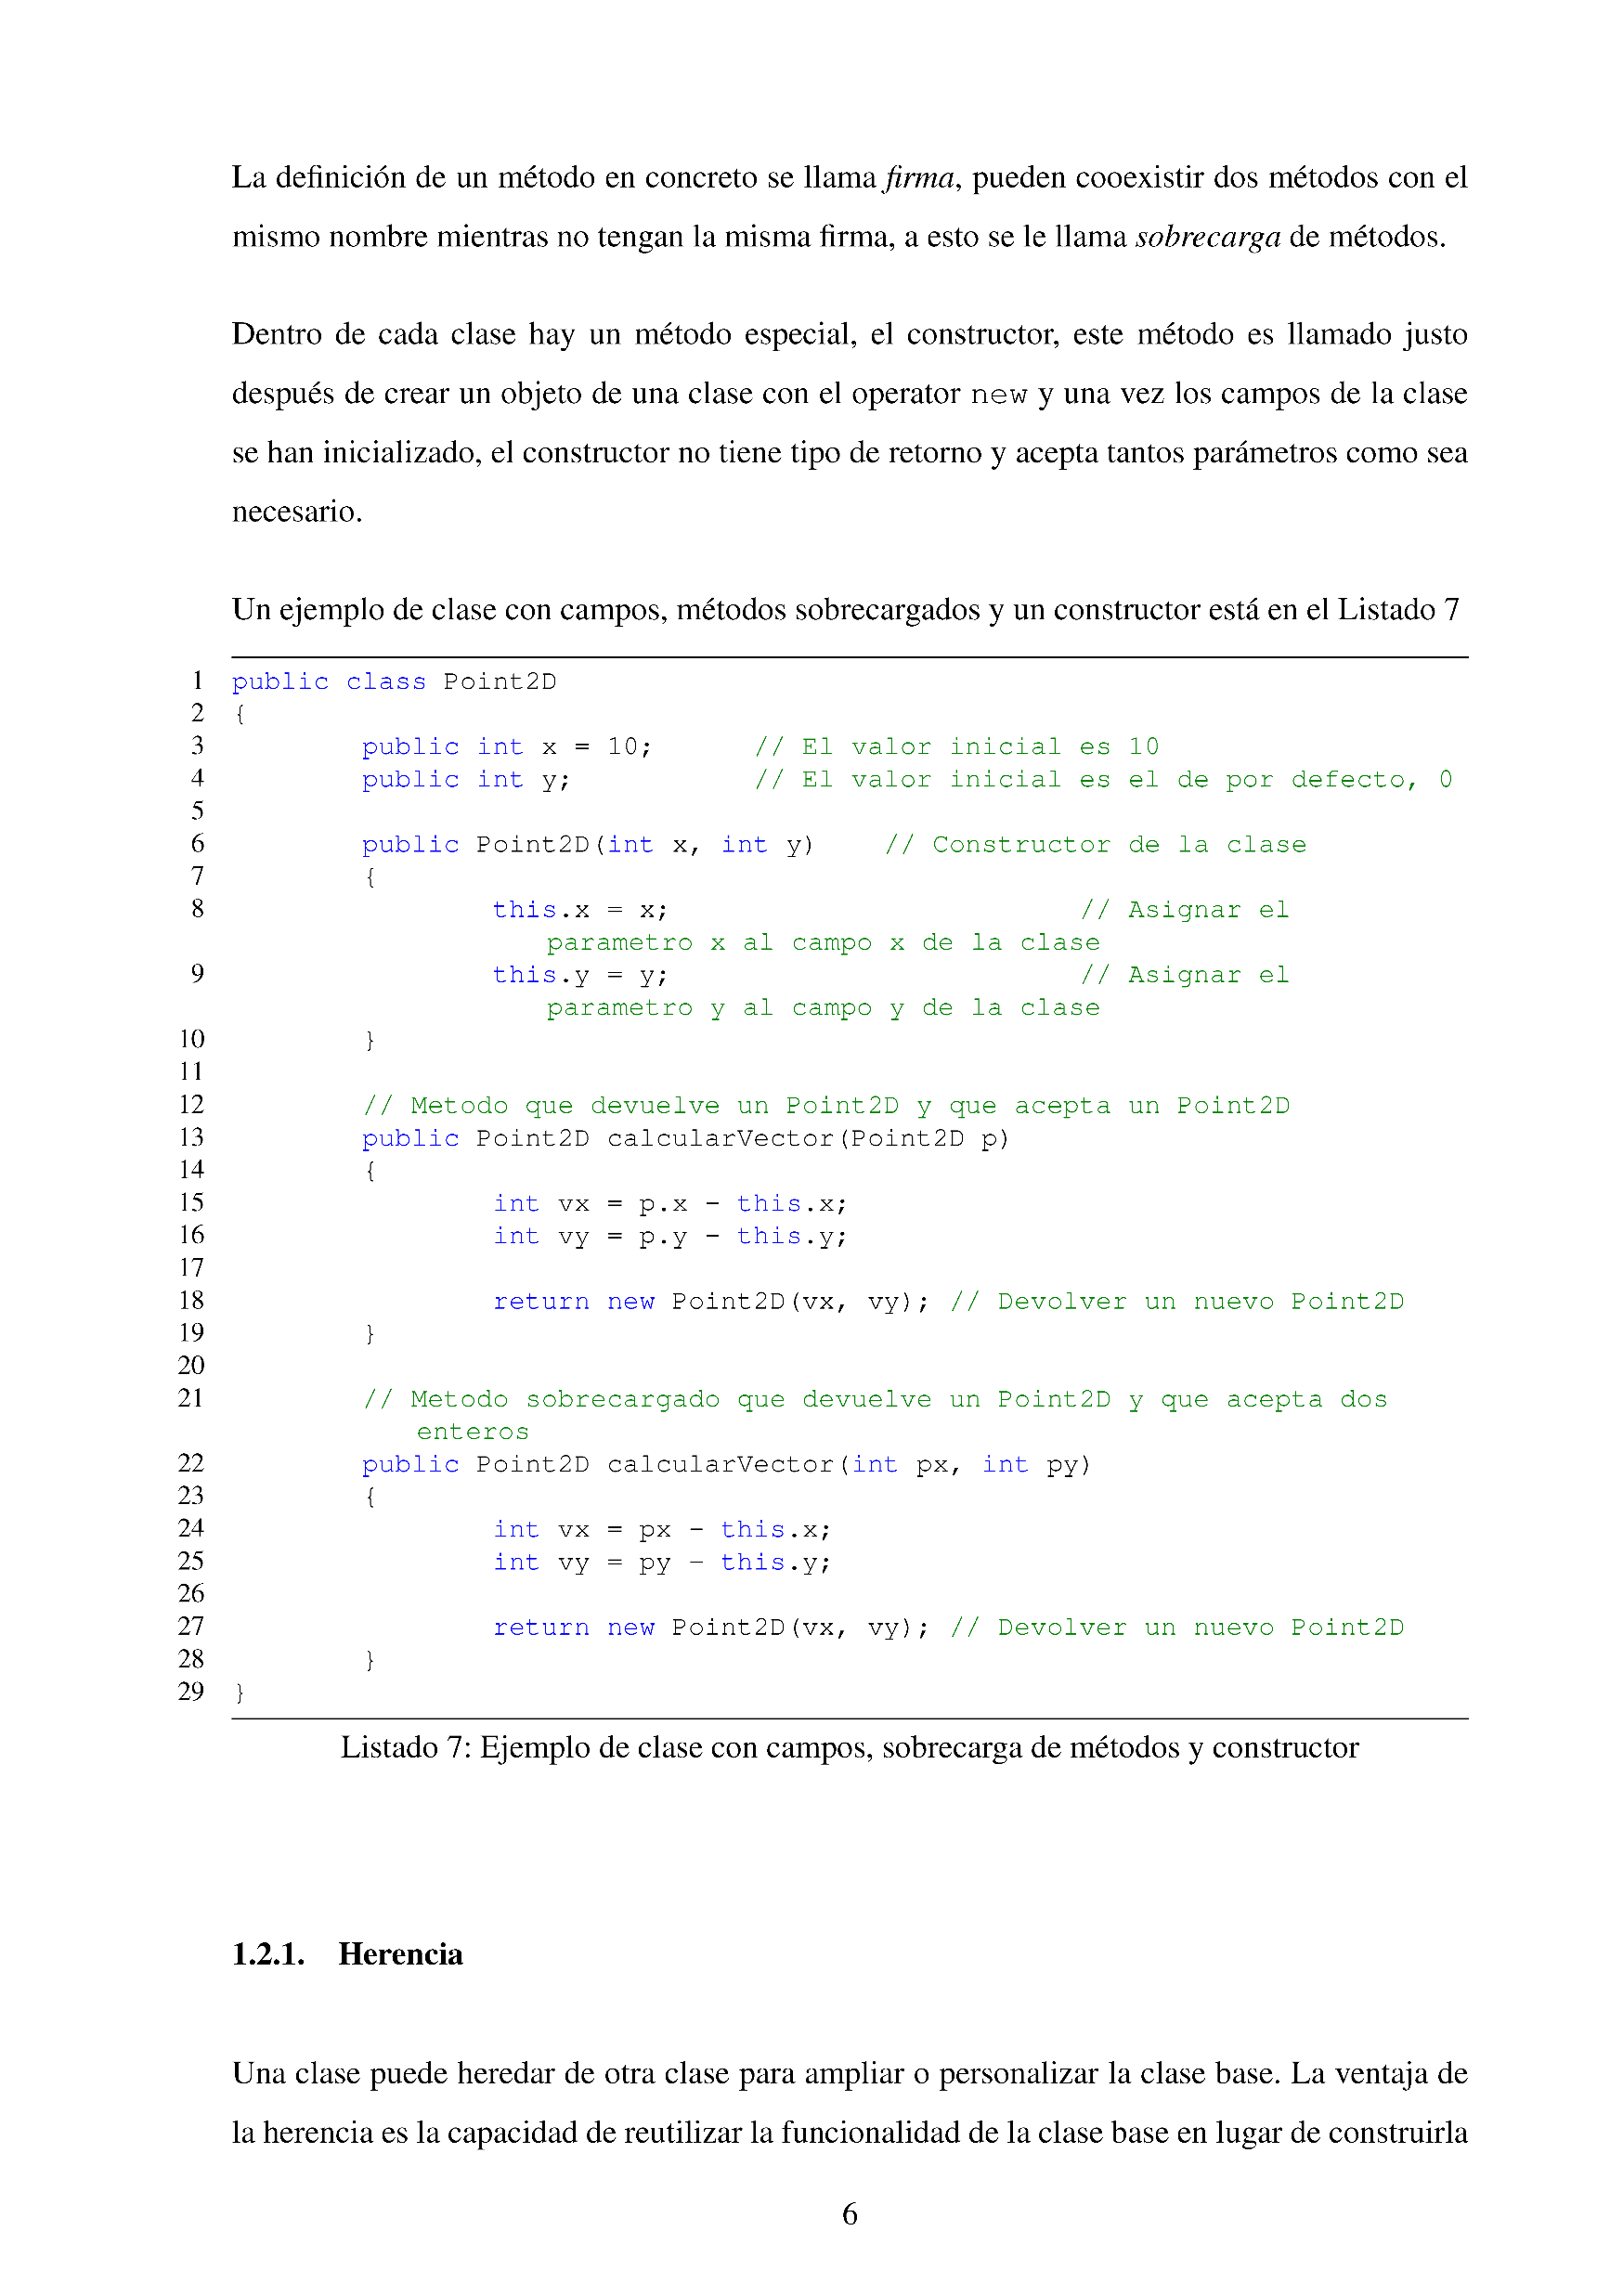 La definición de un método en concreto se llama firma, pueden cooexistir dos métodos con el
mismo nombre mientras no tengan la misma firma, a esto se le llama sobrecarga de métodos.
Dentro de cada clase hay un método especial, el constructor, este método es llamado justo
después de crear un objeto de una clase con el operator new y una vez los campos de la clase
se han inicializado, el constructor no tiene tipo de retorno y acepta tantos parámetros como sea
necesario.
Un ejemplo de clase con campos, métodos sobrecargados y un constructor está en el Listado 7
1 public class Point2D
2 {
3 public int x = 10; // El valor inicial es 10
4 public int y; // El valor inicial es el de por defecto, 0
5
6 public Point2D(int x, int y) // Constructor de la clase
7 {
8 this.x = x; // Asignar el
parametro x al campo x de la clase
9 this.y = y; // Asignar el
parametro y al campo y de la clase
10 }
11
12 // Metodo que devuelve un Point2D y que acepta un Point2D
13 public Point2D calcularVector(Point2D p)
14 {
15 int vx = p.x - this.x;
16 int vy = p.y - this.y;
17
18 return new Point2D(vx, vy); // Devolver un nuevo Point2D
19 }
20
21 // Metodo sobrecargado que devuelve un Point2D y que acepta dos
enteros
22 public Point2D calcularVector(int px, int py)
23 {
24 int vx = px - this.x;
25 int vy = py - this.y;
26
27 return new Point2D(vx, vy); // Devolver un nuevo Point2D
28 }
29 }
Listado 7: Ejemplo de clase con campos, sobrecarga de métodos y constructor
1.2.1. Herencia
Una clase puede heredar de otra clase para ampliar o personalizar la clase base. La ventaja de
la herencia es la capacidad de reutilizar la funcionalidad de la clase base en lugar de construirla
6